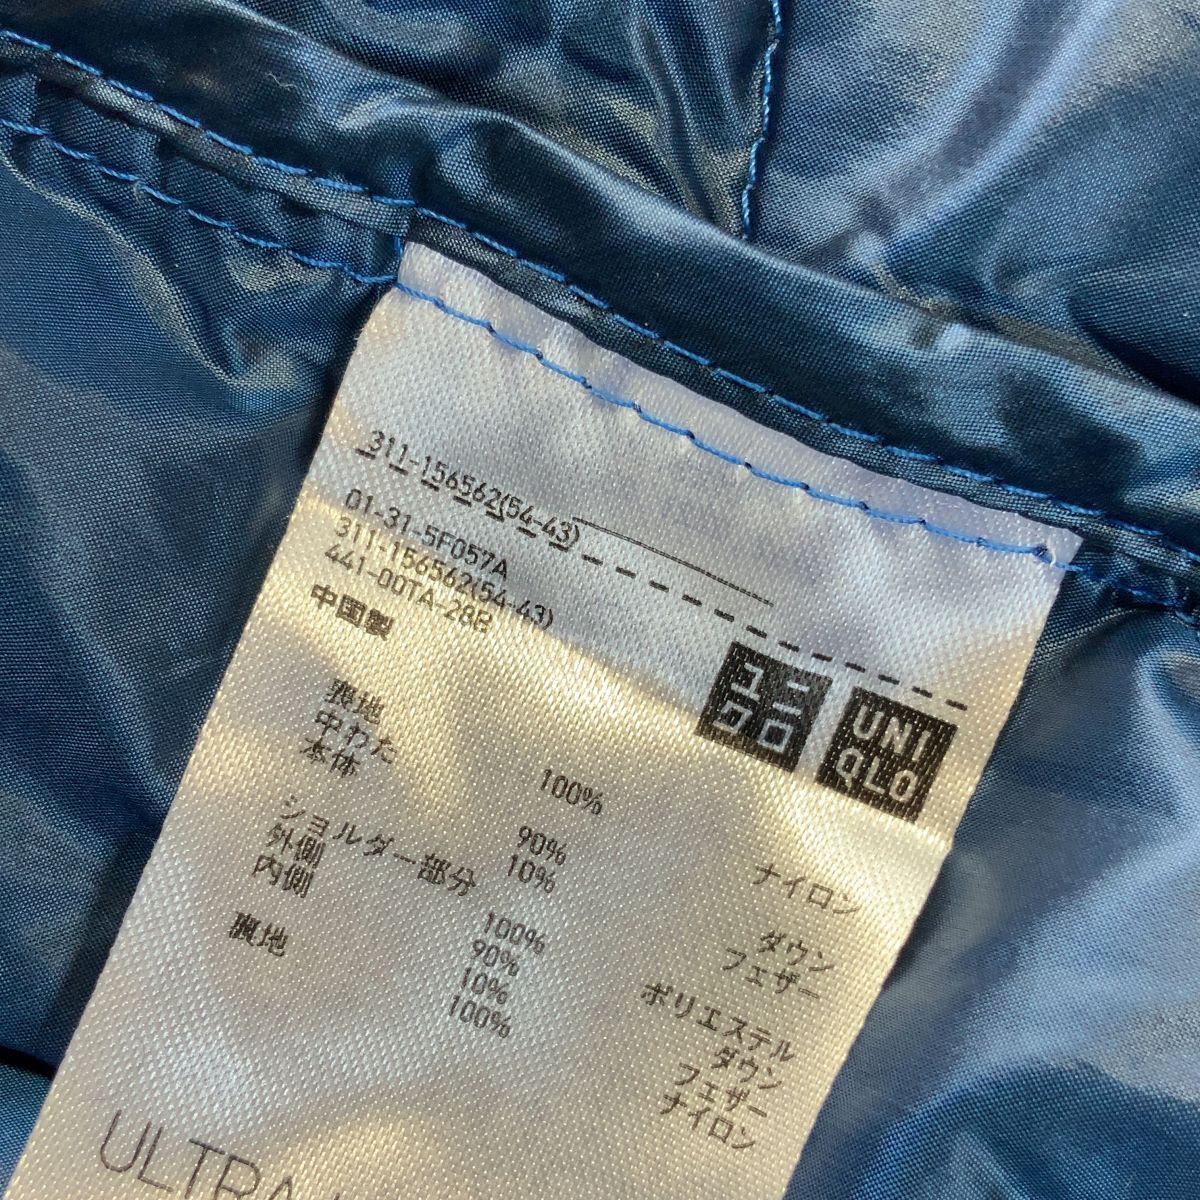 311-156562(54-43)
01-31-5F057A
311-156562(54-43)
441-00TA-28B
中国製
ユニクロ
UNIQLO
表地 100% ナイロン
中わた
本体 90% ダウン
10% フェザー
ショルダー部分
外側 100% ポリエステル
内側 90% ダウン
10% フェザー
裏地 100% ナイロン
ULTRA